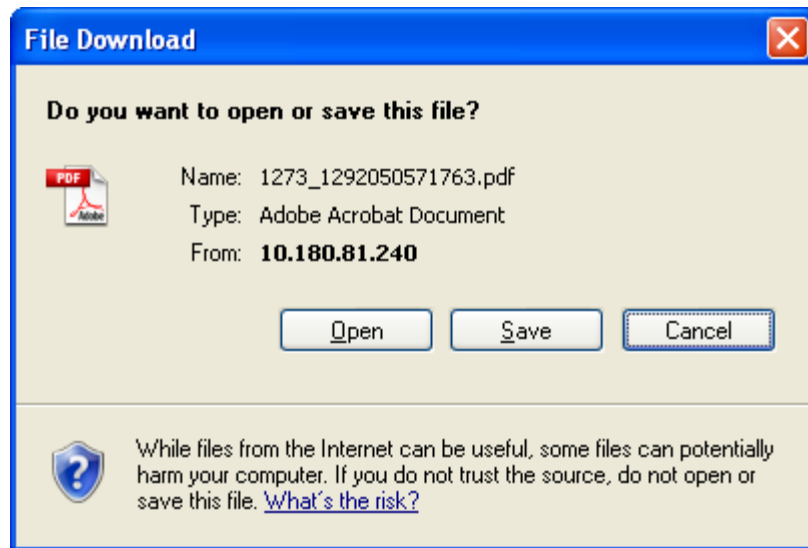 File Download
Do you want to open or save this file?
PDF
Adobe
Name: 1273_1292050571763.pdf
Type: Adobe Acrobat Document
From: 10.180.81.240
Open Save Cancel
While files from the Internet can be useful, some files can potentially
harm your computer. If you do not trust the source, do not open or
save this file. What's the risk?